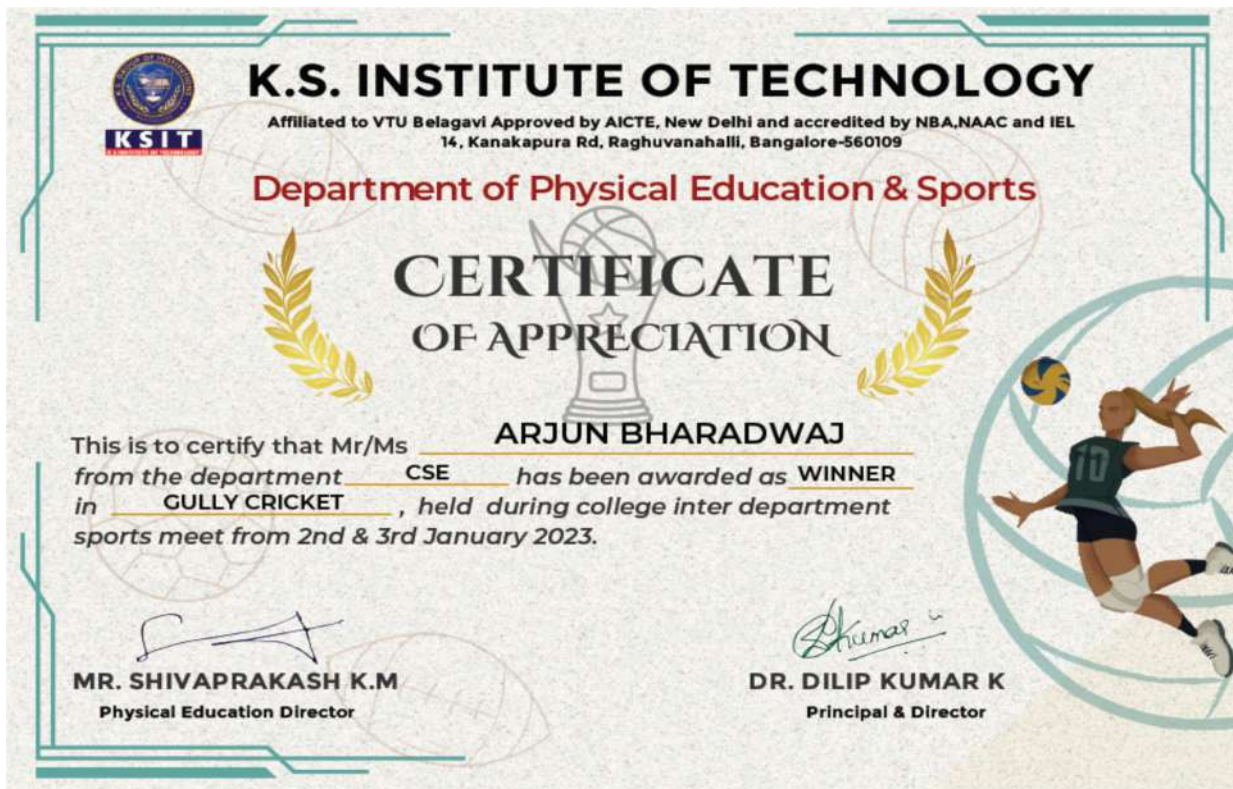 K.S. GROUP OF INSTITUTIONS
KSIT
K.S. INSTITUTE OF TECHNOLOGY
Affiliated to VTU Belagavi Approved by AICTE, New Delhi and accredited by NBA,NAAC and IEL
14, Kanakapura Rd, Raghuvanahalli, Bangalore-560109
Department of Physical Education & Sports
CERTIFICATE
OF APPRECIATION
This is to certify that Mr/Ms ARJUN BHARADWAJ
from the department CSE has been awarded as WINNER
in GULLY CRICKET , held during college inter department
sports meet from 2nd & 3rd January 2023.
10
MR. SHIVAPRAKASH K.M
Physical Education Director
DR. DILIP KUMAR K
Principal & Director